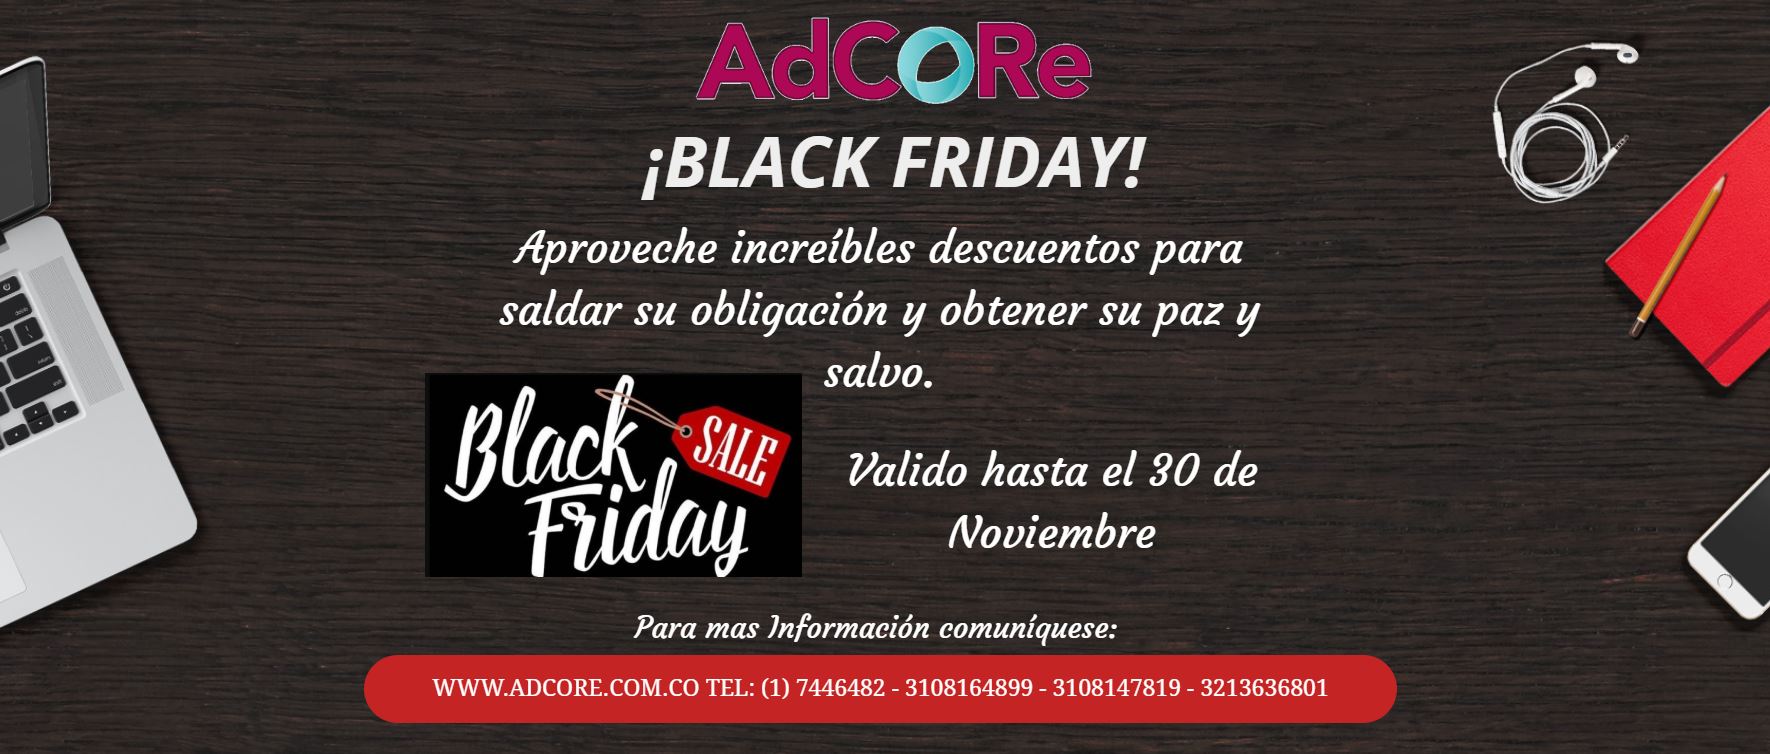 AdCORe
¡BLACK FRIDAY!
Aproveche increíbles descuentos para
saldar su obligación y obtener su paz y
salvo.
Black
SALE
Friday
Valido hasta el 30 de
Noviembre
Para mas Información comuníquese:
WWW.ADCORE.COM.CO TEL: (1) 7446482 - 3108164899 - 3108147819 - 3213636801